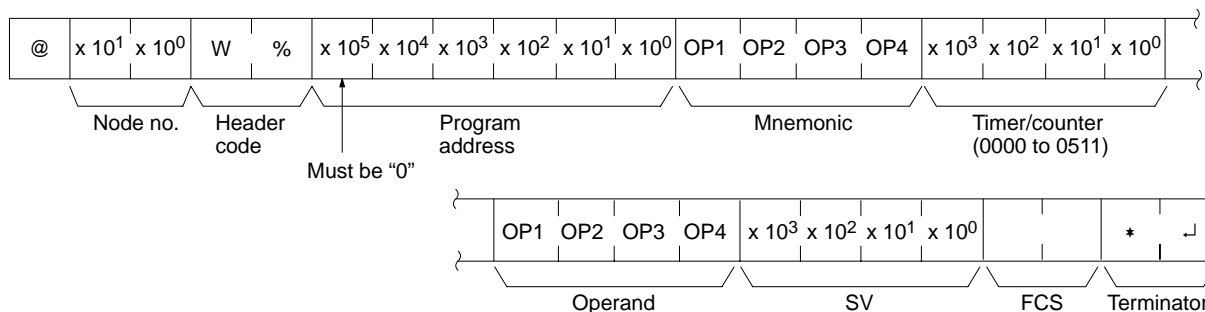 @ x 10¹ x 10⁰ W % x 10⁵ x 10⁴ x 10³ x 10² x 10¹ x 10⁰ OP1 OP2 OP3 OP4 x 10³ x 10² x 10¹ x 10⁰
Node no. Header code Program address Mnemonic Timer/counter (0000 to 0511)
Must be “0”
OP1 OP2 OP3 OP4 x 10³ x 10² x 10¹ x 10⁰ * ↵
Operand SV FCS Terminator